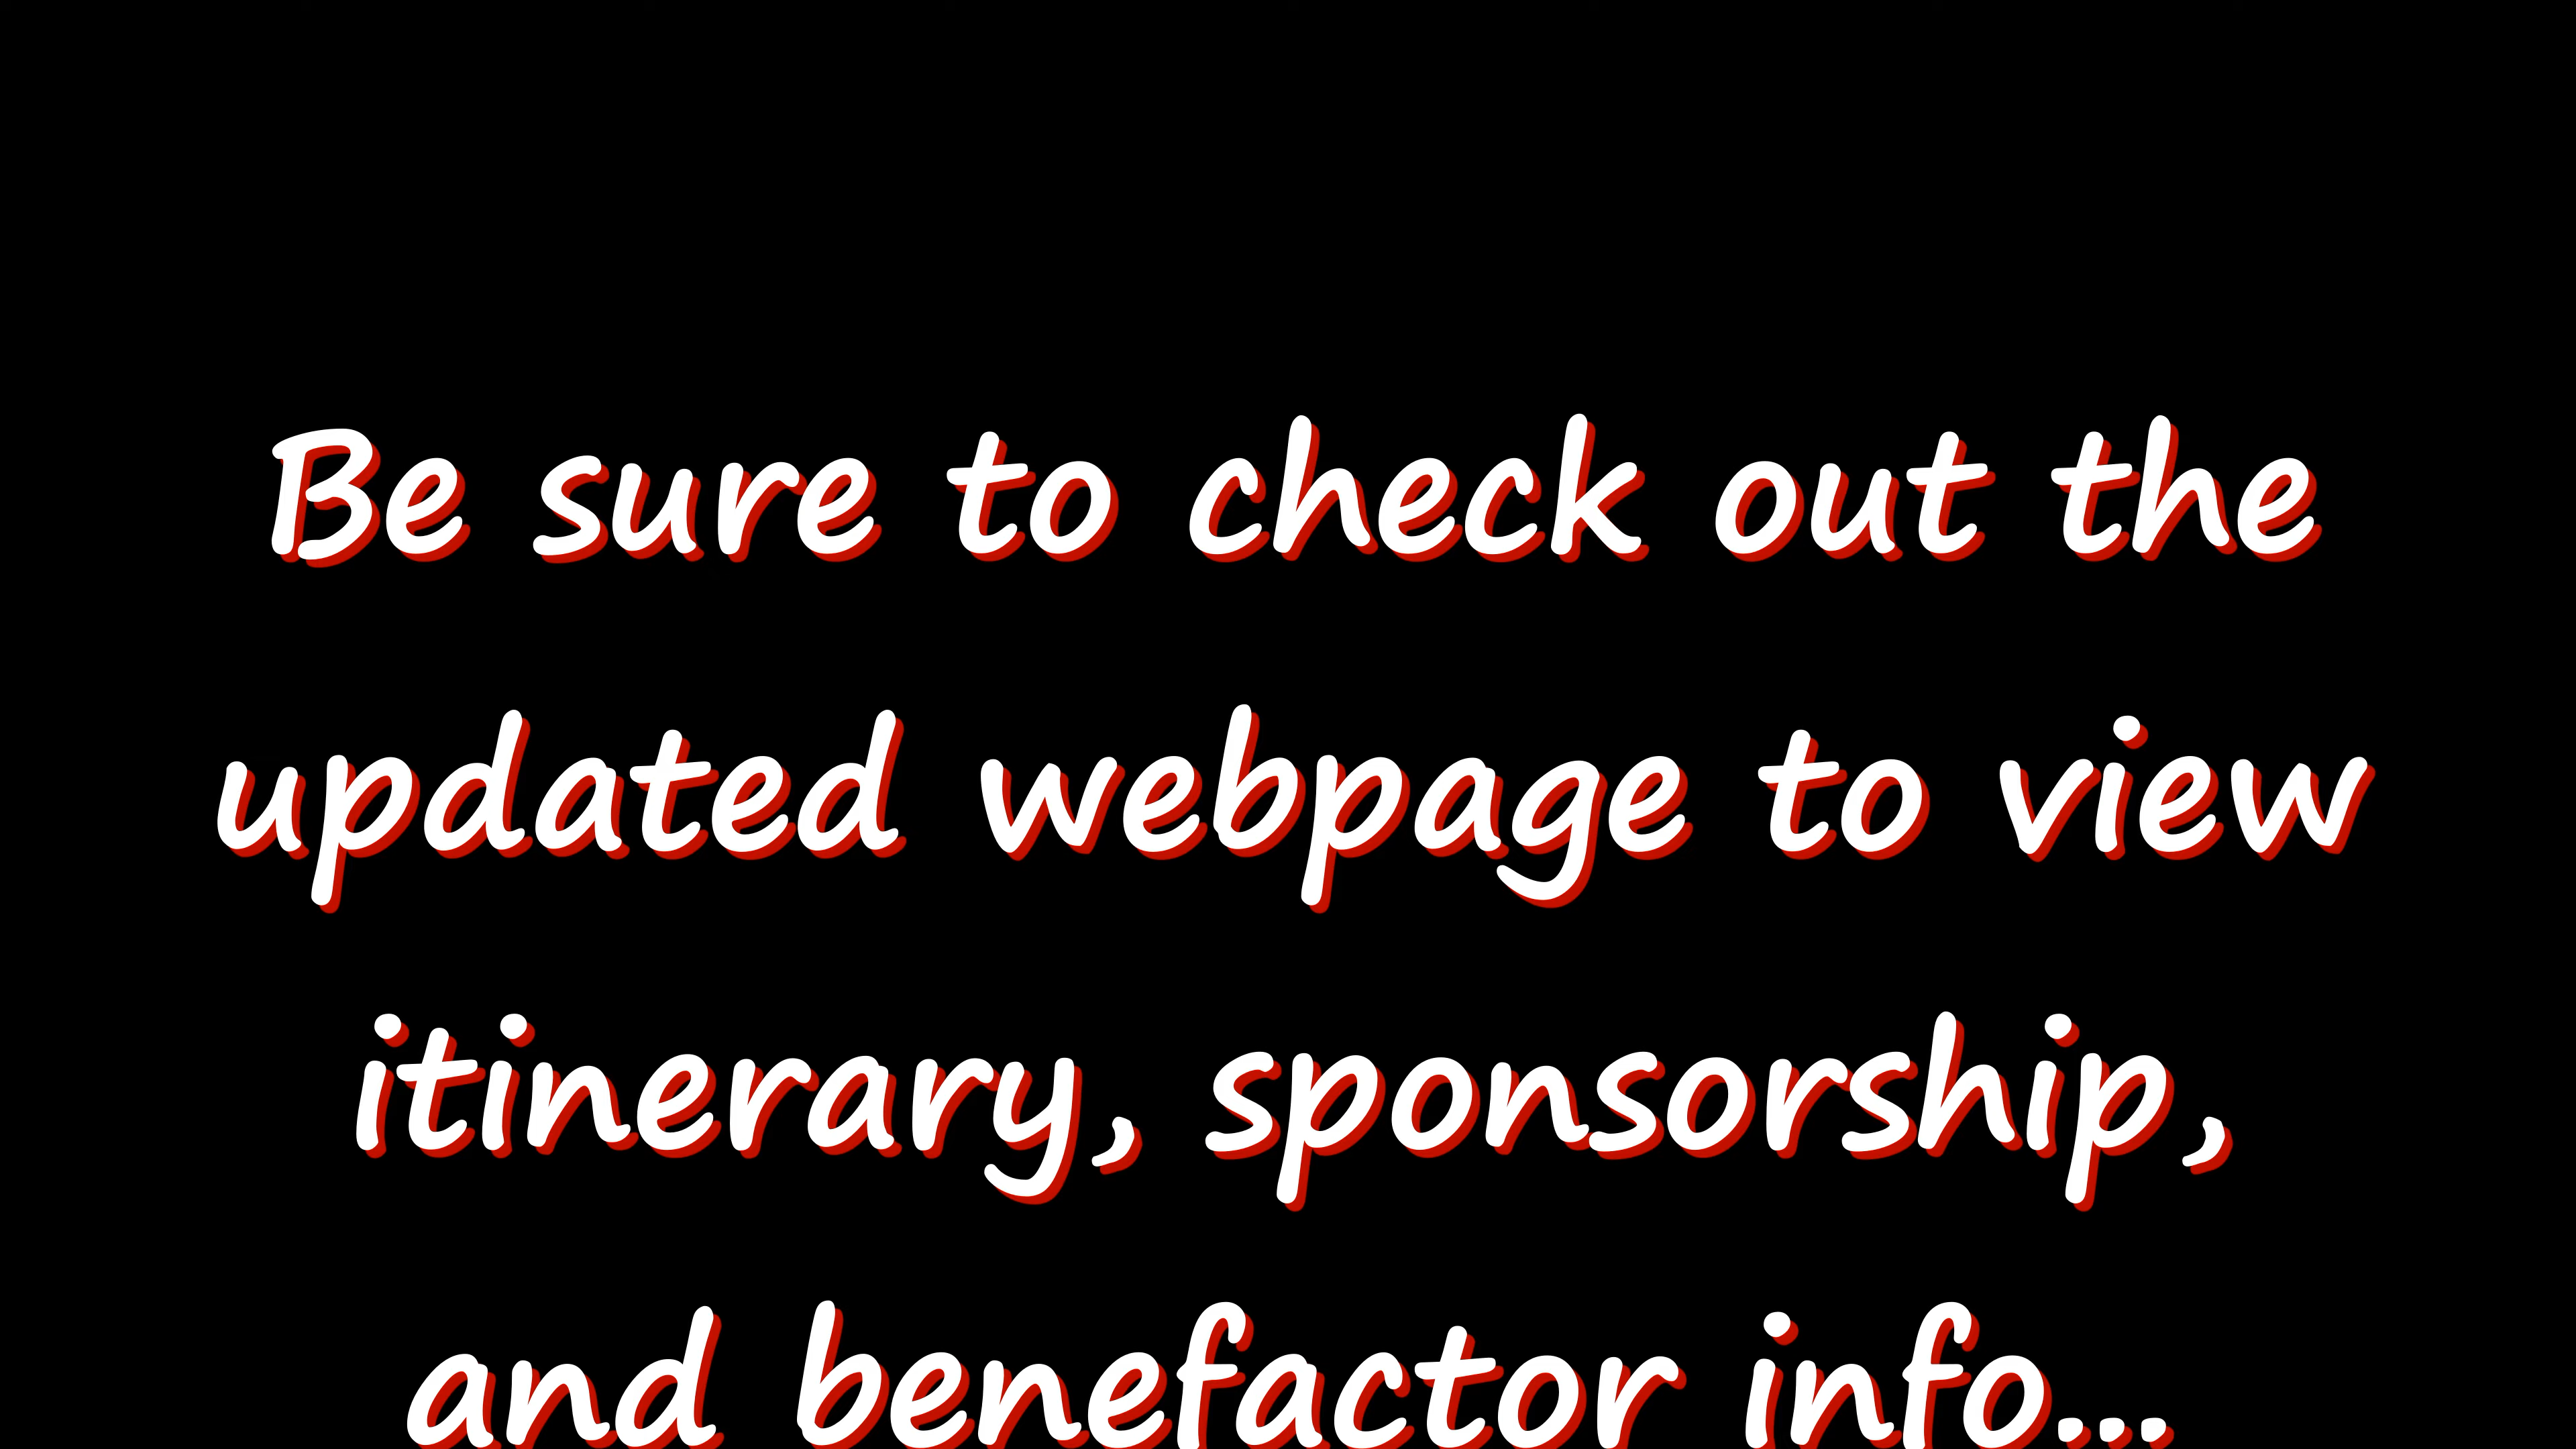 Be sure to check out the
updated webpage to view
itinerary, sponsorship,
and benefactor info...